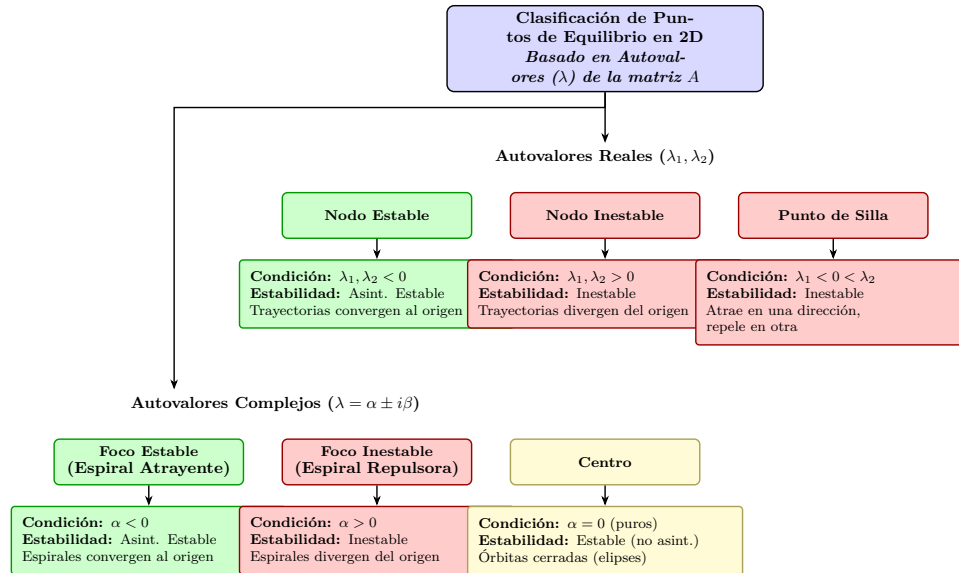 Clasificación de Pun-
tos de Equilibrio en 2D
Basado en Autoval-
ores (λ) de la matriz A
Autovalores Reales (λ₁, λ₂)
Nodo Estable
Nodo Inestable
Punto de Silla
Condición: λ₁, λ₂ < 0
Estabilidad: Asint. Estable
Trayectorias convergen al origen
Condición: λ₁, λ₂ > 0
Estabilidad: Inestable
Trayectorias divergen del origen
Condición: λ₁ < 0 < λ₂
Estabilidad: Inestable
Atrae en una dirección,
repele en otra
Autovalores Complejos (λ = α ± iβ)
Foco Estable
(Espiral Atrayente)
Foco Inestable
(Espiral Repulsora)
Centro
Condición: α < 0
Estabilidad: Asint. Estable
Espirales convergen al origen
Condición: α > 0
Estabilidad: Inestable
Espirales divergen del origen
Condición: α = 0 (puros)
Estabilidad: Estable (no asint.)
Órbitas cerradas (elipses)